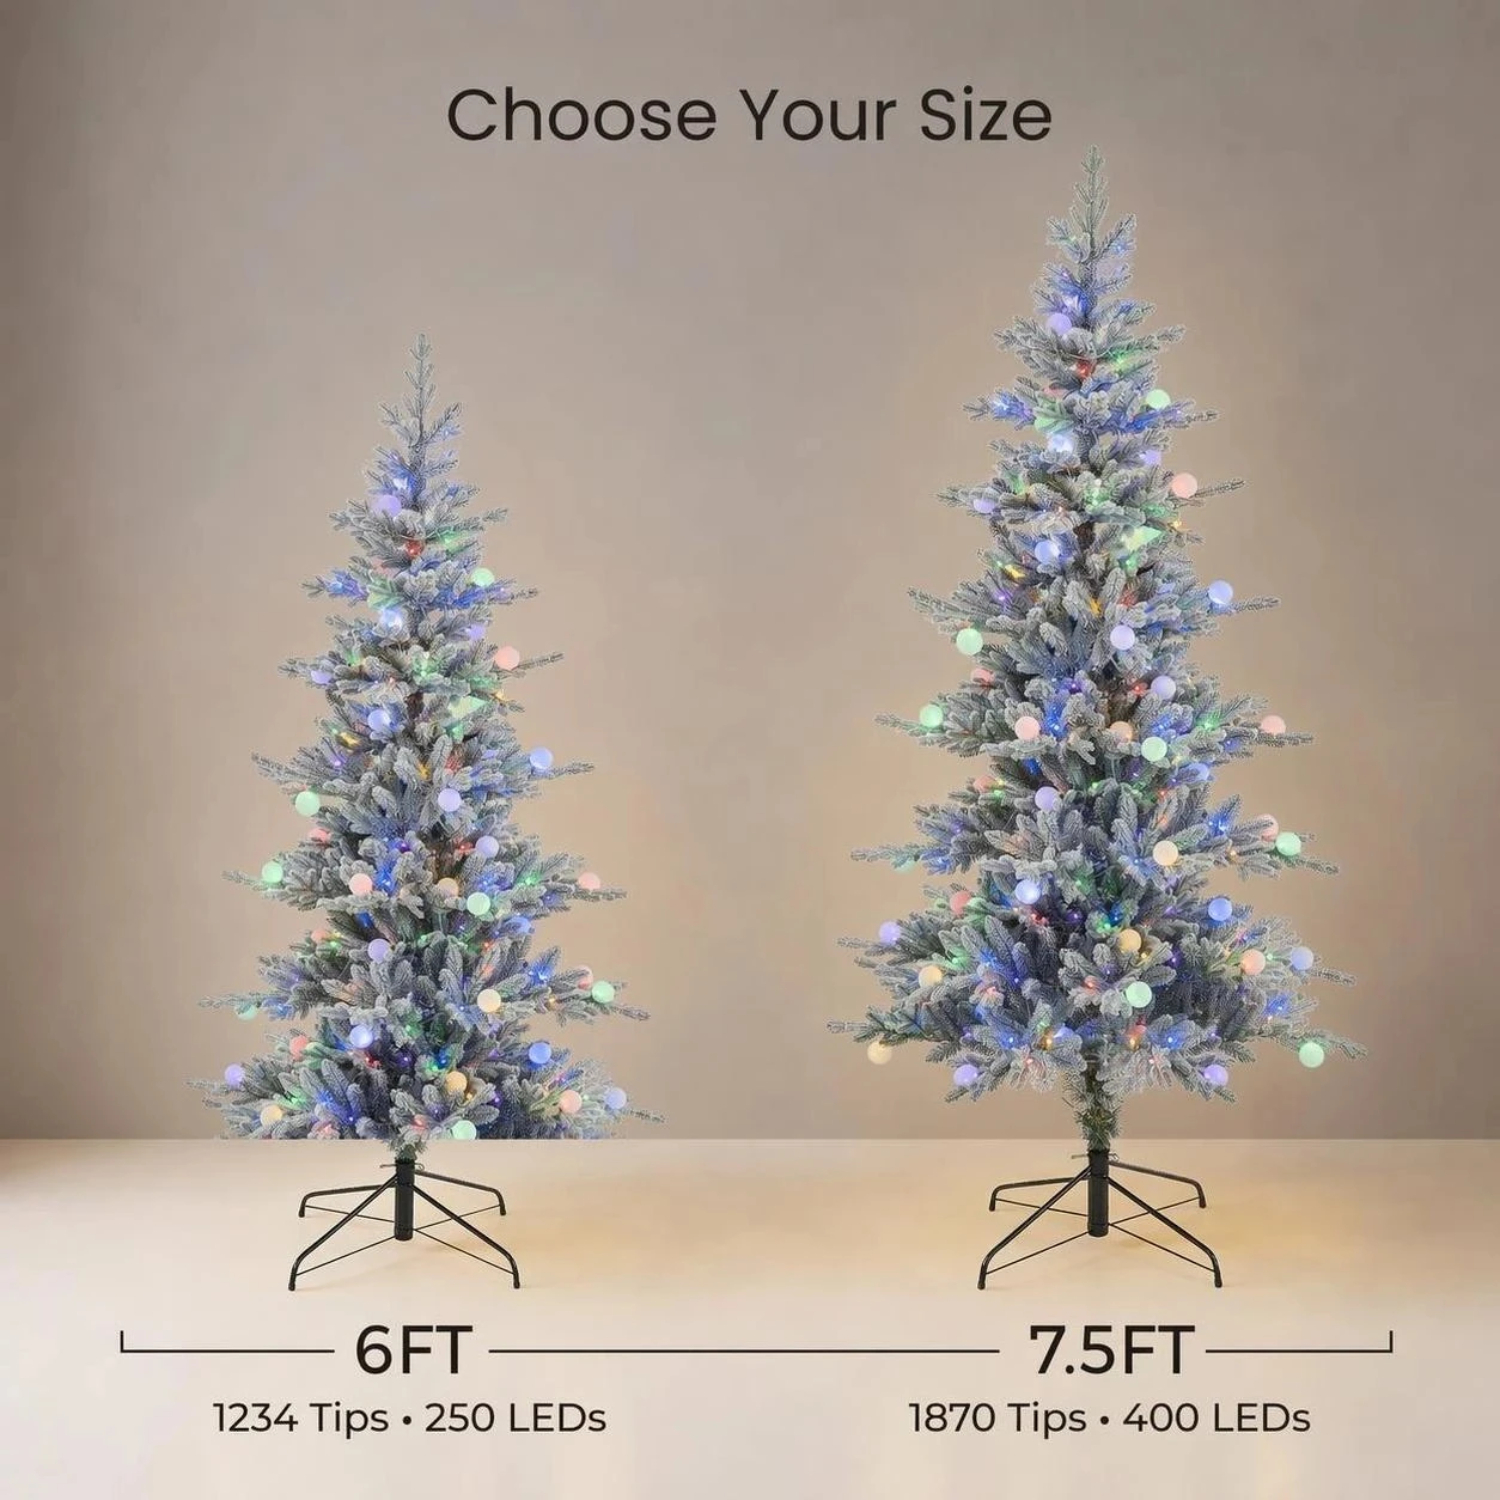 Choose Your Size
6FT
7.5FT
1234 Tips • 250 LEDs
1870 Tips • 400 LEDs